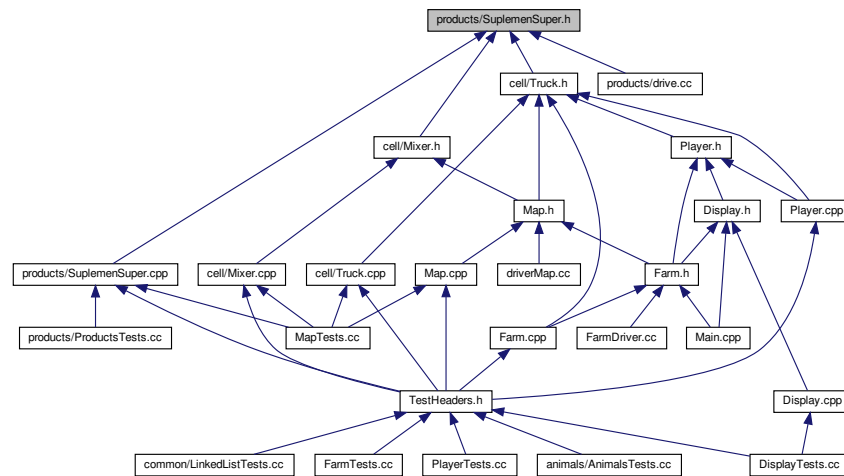 products/SuplemenSuper.h
cell/Truck.h
products/drive.cc
cell/Mixer.h
Player.h
Map.h
Display.h
Player.cpp
products/SuplemenSuper.cpp
cell/Mixer.cpp
cell/Truck.cpp
Map.cpp
driverMap.cc
Farm.h
products/ProductsTests.cc
MapTests.cc
Farm.cpp
FarmDriver.cc
Main.cpp
TestHeaders.h
Display.cpp
common/LinkedListTests.cc
FarmTests.cc
PlayerTests.cc
animals/AnimalsTests.cc
DisplayTests.cc